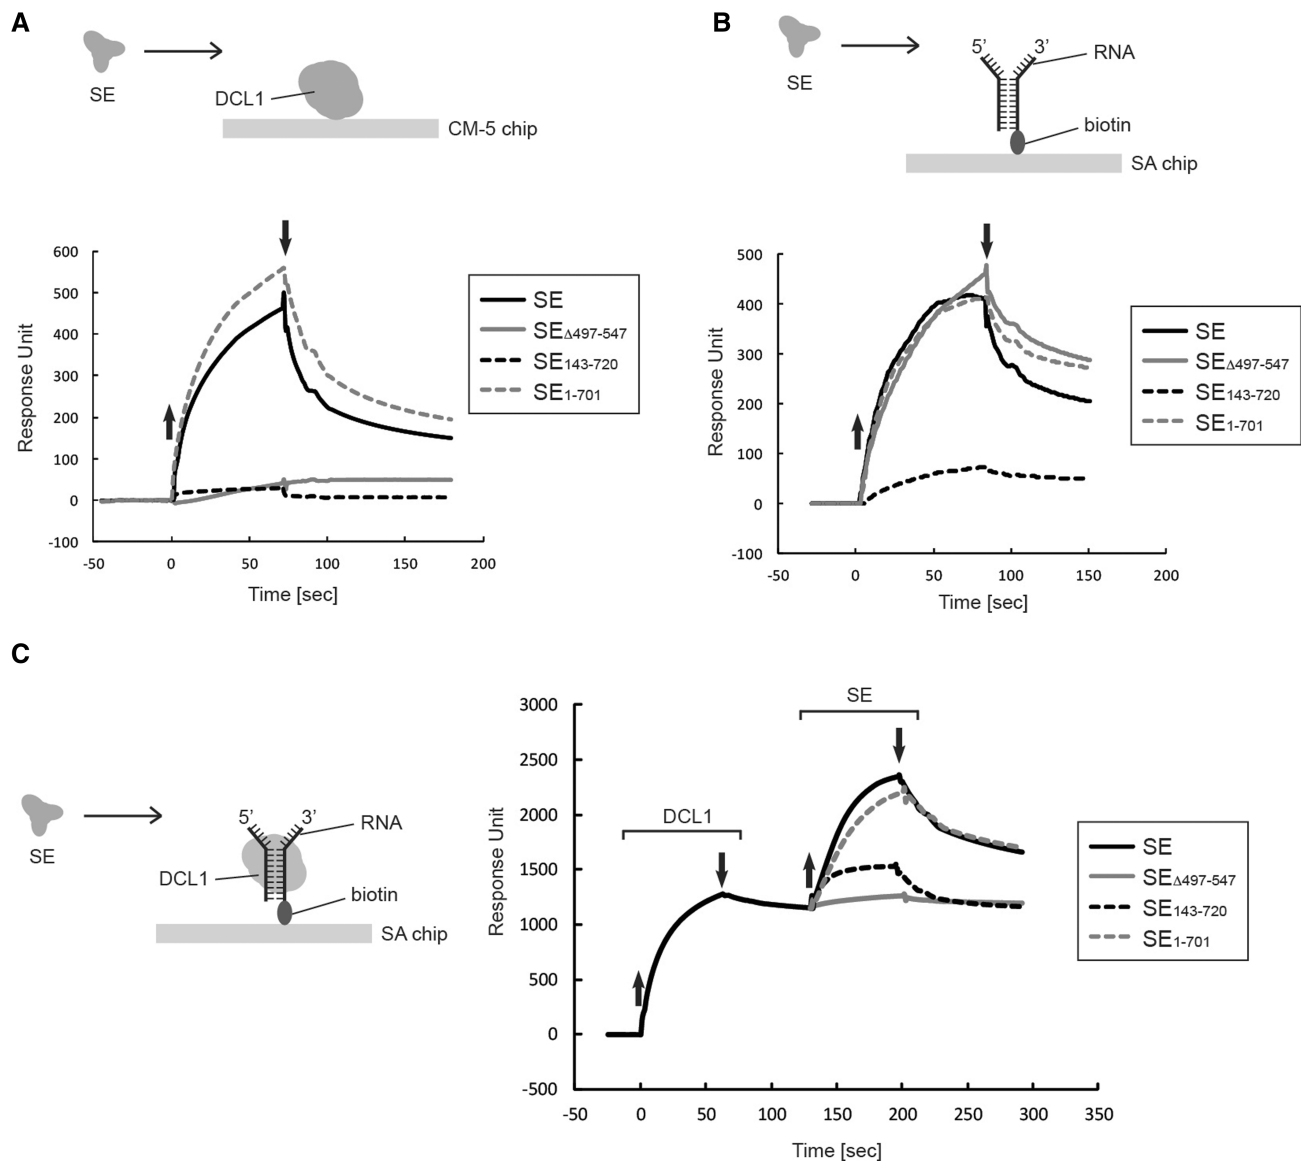 A
SE
DCL1
CM-5 chip
600
500
400
300
200
100
0
-100
-50
0
50
100
150
200
Response Unit
Time [sec]
SE
SEΔ497-547
SE143-720
SE1-701
B
SE
5’
3’
RNA
biotin
SA chip
500
400
300
200
100
0
-100
-50
0
50
100
150
200
Response Unit
Time [sec]
SE
SEΔ497-547
SE143-720
SE1-701
C
SE
5’
3’
RNA
DCL1
biotin
SA chip
3000
2500
2000
1500
1000
500
0
-500
-50
0
50
100
150
200
250
300
350
Response Unit
Time [sec]
DCL1
SE
SE
SEΔ497-547
SE143-720
SE1-701